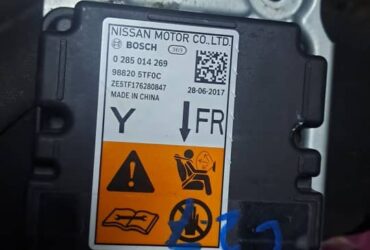 NISSAN MOTOR CO.,LTD.
BOSCH
0 285 014 269
98820 5TF0C
ZE5TF176280847
28-06-2017
MADE IN CHINA
Y
FR